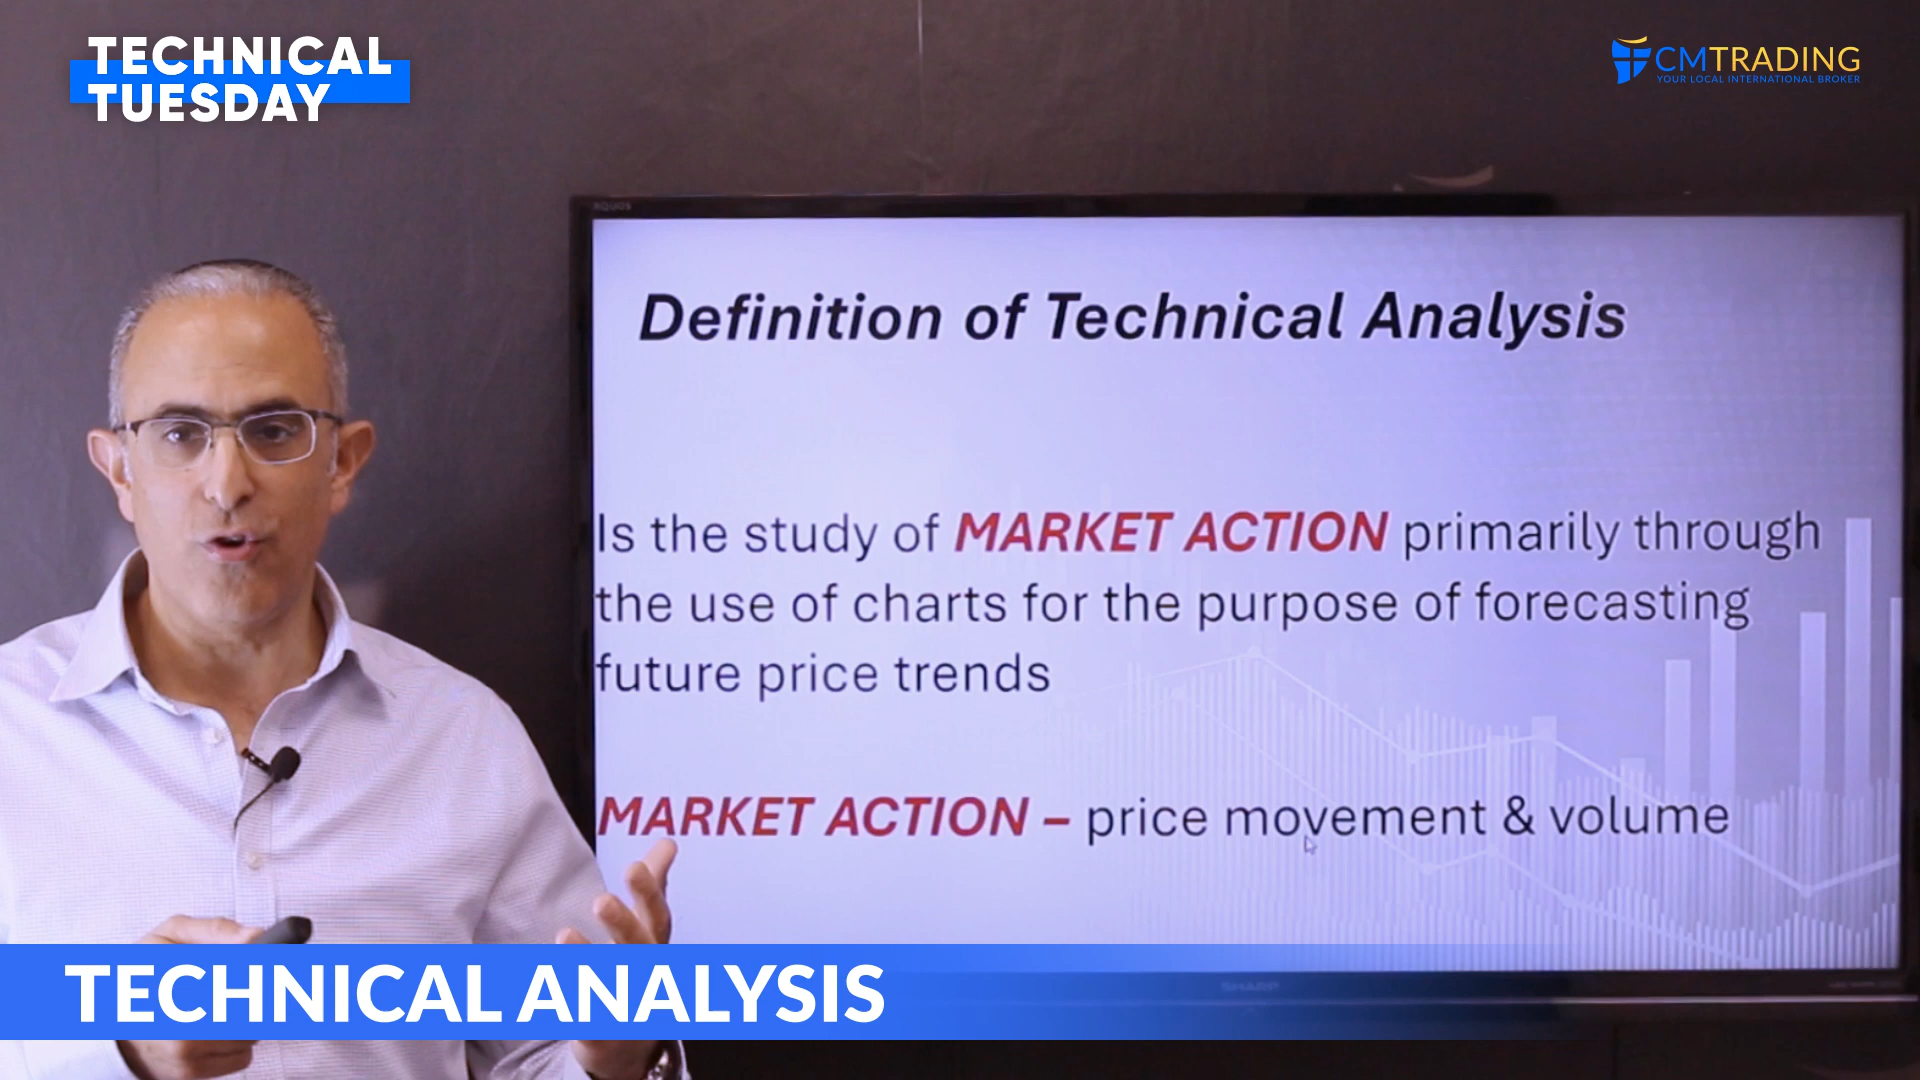 TECHNICAL
TUESDAY
CMTRADING
YOUR LOCAL INTERNATIONAL BROKER
AQUOS
Definition of Technical Analysis
Is the study of MARKET ACTION primarily through
the use of charts for the purpose of forecasting
future price trends
MARKET ACTION – price movement & volume
SHARP
TECHNICAL ANALYSIS